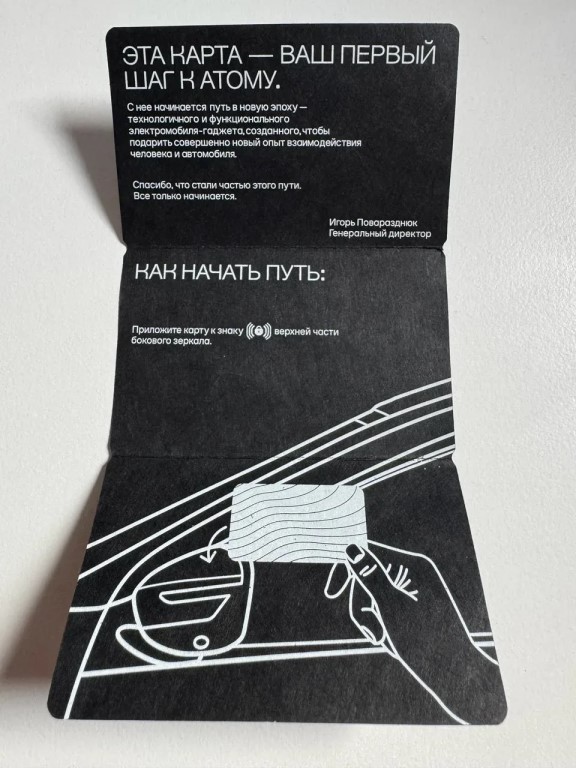 ЭТА КАРТА — ВАШ ПЕРВЫЙ
ШАГ К АТОМУ.
С нее начинается путь в новую эпоху —
технологичного и функционального
электромобиля-гаджета, созданного, чтобы
подарить совершенно новый опыт взаимодействия
человека и автомобиля.
Спасибо, что стали частью этого пути.
Все только начинается.
Игорь Поваразднюк
Генеральный директор
КАК НАЧАТЬ ПУТЬ:
Приложите карту к знаку верхней части
бокового зеркала.